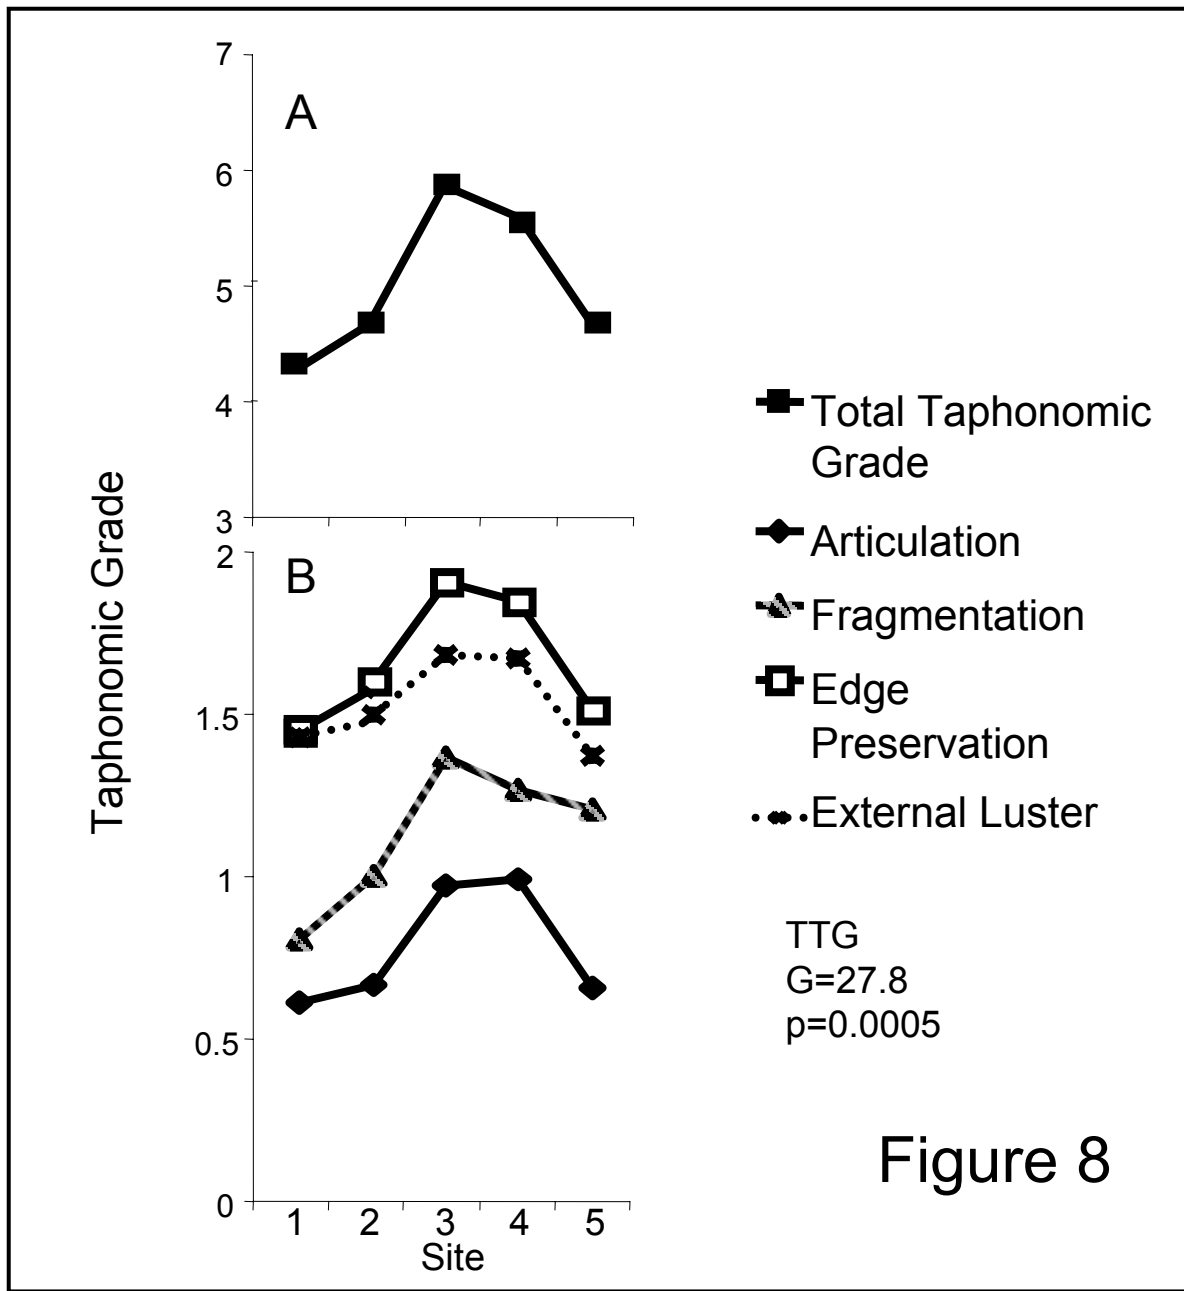 7
A
6
5
4
3
Taphonomic Grade
2
B
1.5
1
0.5
0
1 2 3 4 5
Site
Total Taphonomic
Grade
Articulation
Fragmentation
Edge
Preservation
External Luster
TTG
G=27.8
p=0.0005
Figure 8